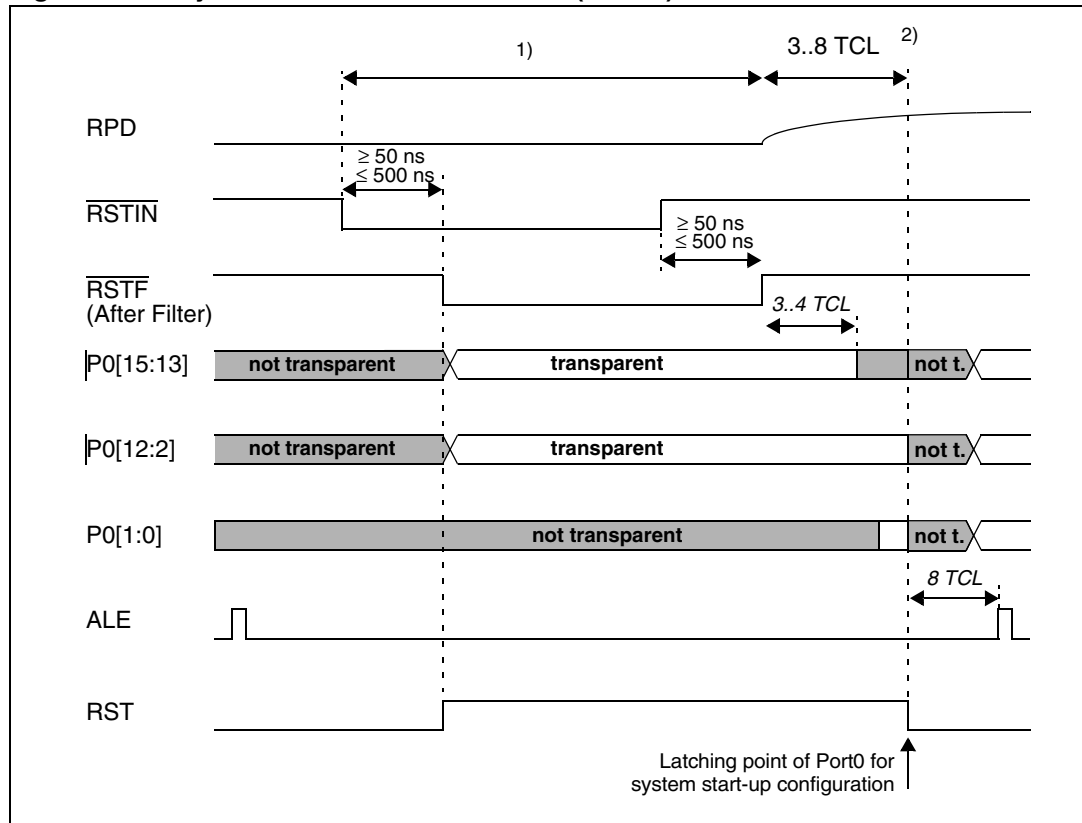 1)
3..8 TCL 2)
RPD
≥ 50 ns
≤ 500 ns
RSTIN
≥ 50 ns
≤ 500 ns
RSTF
(After Filter)
3..4 TCL
P0[15:13]
not transparent
transparent
not t.
P0[12:2]
not transparent
transparent
not t.
P0[1:0]
not transparent
not t.
8 TCL
ALE
RST
Latching point of Port0 for
system start-up configuration